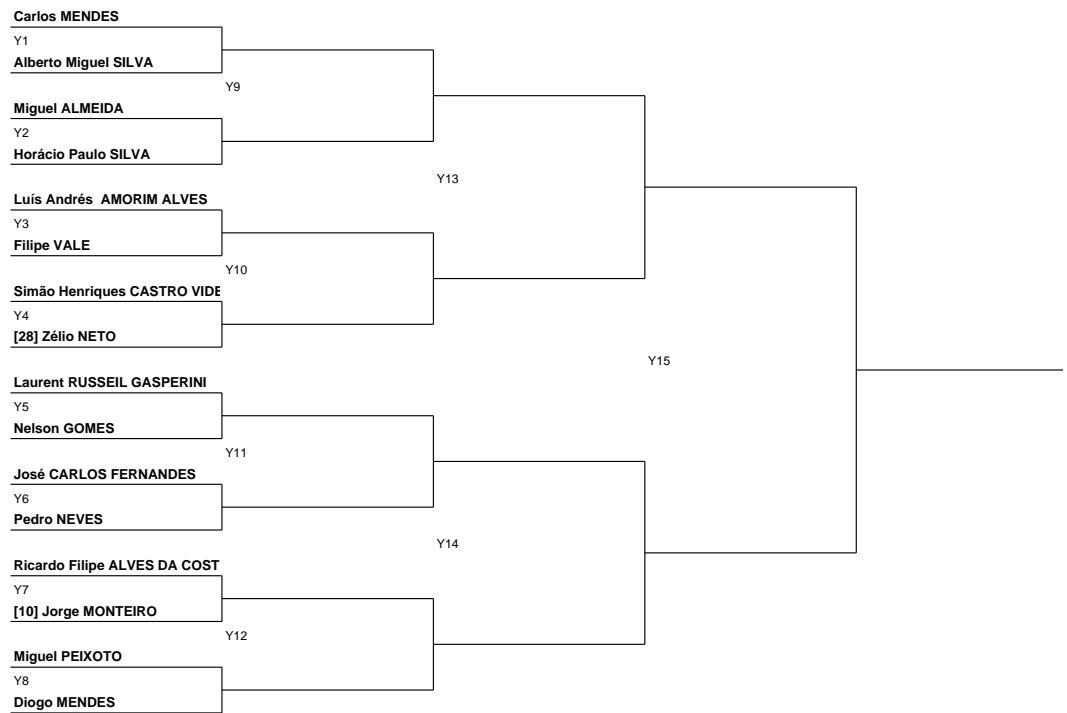 Carlos MENDES
Y1
Alberto Miguel SILVA
Y9
Miguel ALMEIDA
Y2
Horácio Paulo SILVA
Y13
Luís Andrés  AMORIM ALVES
Y3
Filipe VALE
Y10
Simão Henriques CASTRO VIDE
Y4
[28] Zélio NETO
Y15
Laurent RUSSEIL GASPERINI
Y5
Nelson GOMES
Y11
José CARLOS FERNANDES
Y6
Pedro NEVES
Y14
Ricardo Filipe ALVES DA COST
Y7
[10] Jorge MONTEIRO
Y12
Miguel PEIXOTO
Y8
Diogo MENDES